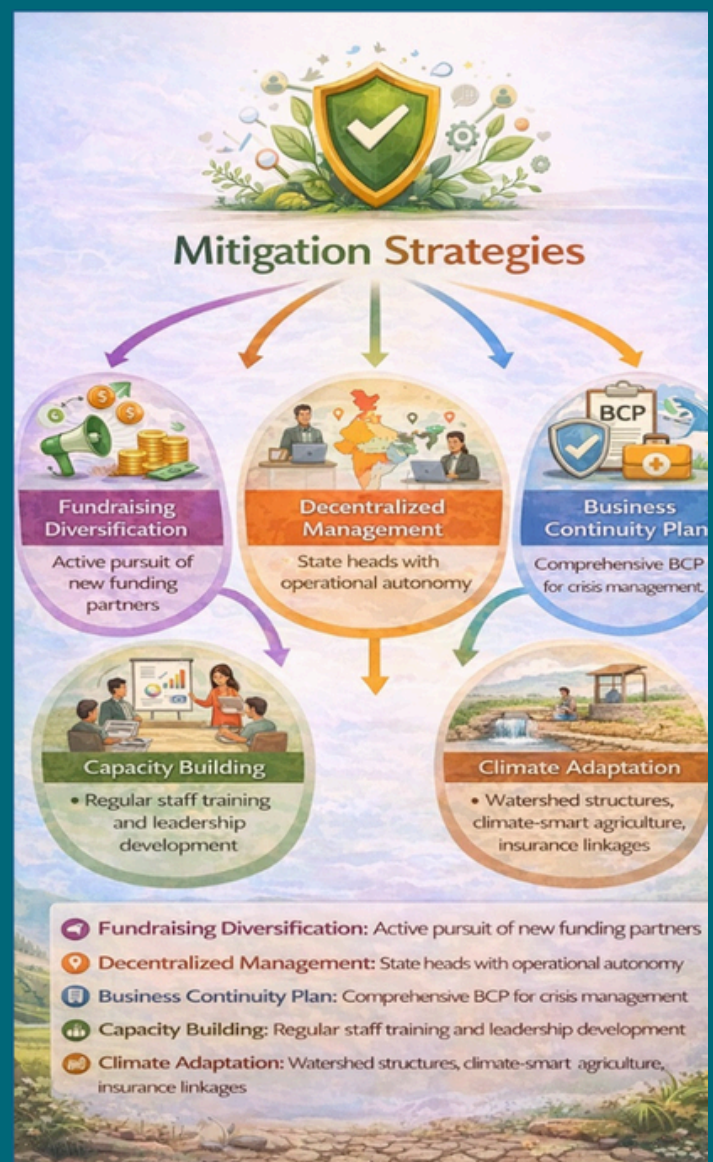 Mitigation Strategies
BCP
Fundraising
Diversification
Active pursuit of
new funding
partners
Decentralized
Management
State heads with
operational autonomy
Business
Continuity Plan
Comprehensive BCP
for crisis management.
Capacity Building
• Regular staff training
and leadership
development
Climate Adaptation
• Watershed structures,
climate-smart agriculture,
insurance linkages
Fundraising Diversification: Active pursuit of new funding partners
Decentralized Management: State heads with operational autonomy
Business Continuity Plan: Comprehensive BCP for crisis management
Capacity Building: Regular staff training and leadership development
Climate Adaptation: Watershed structures, climate-smart agriculture,
insurance linkages